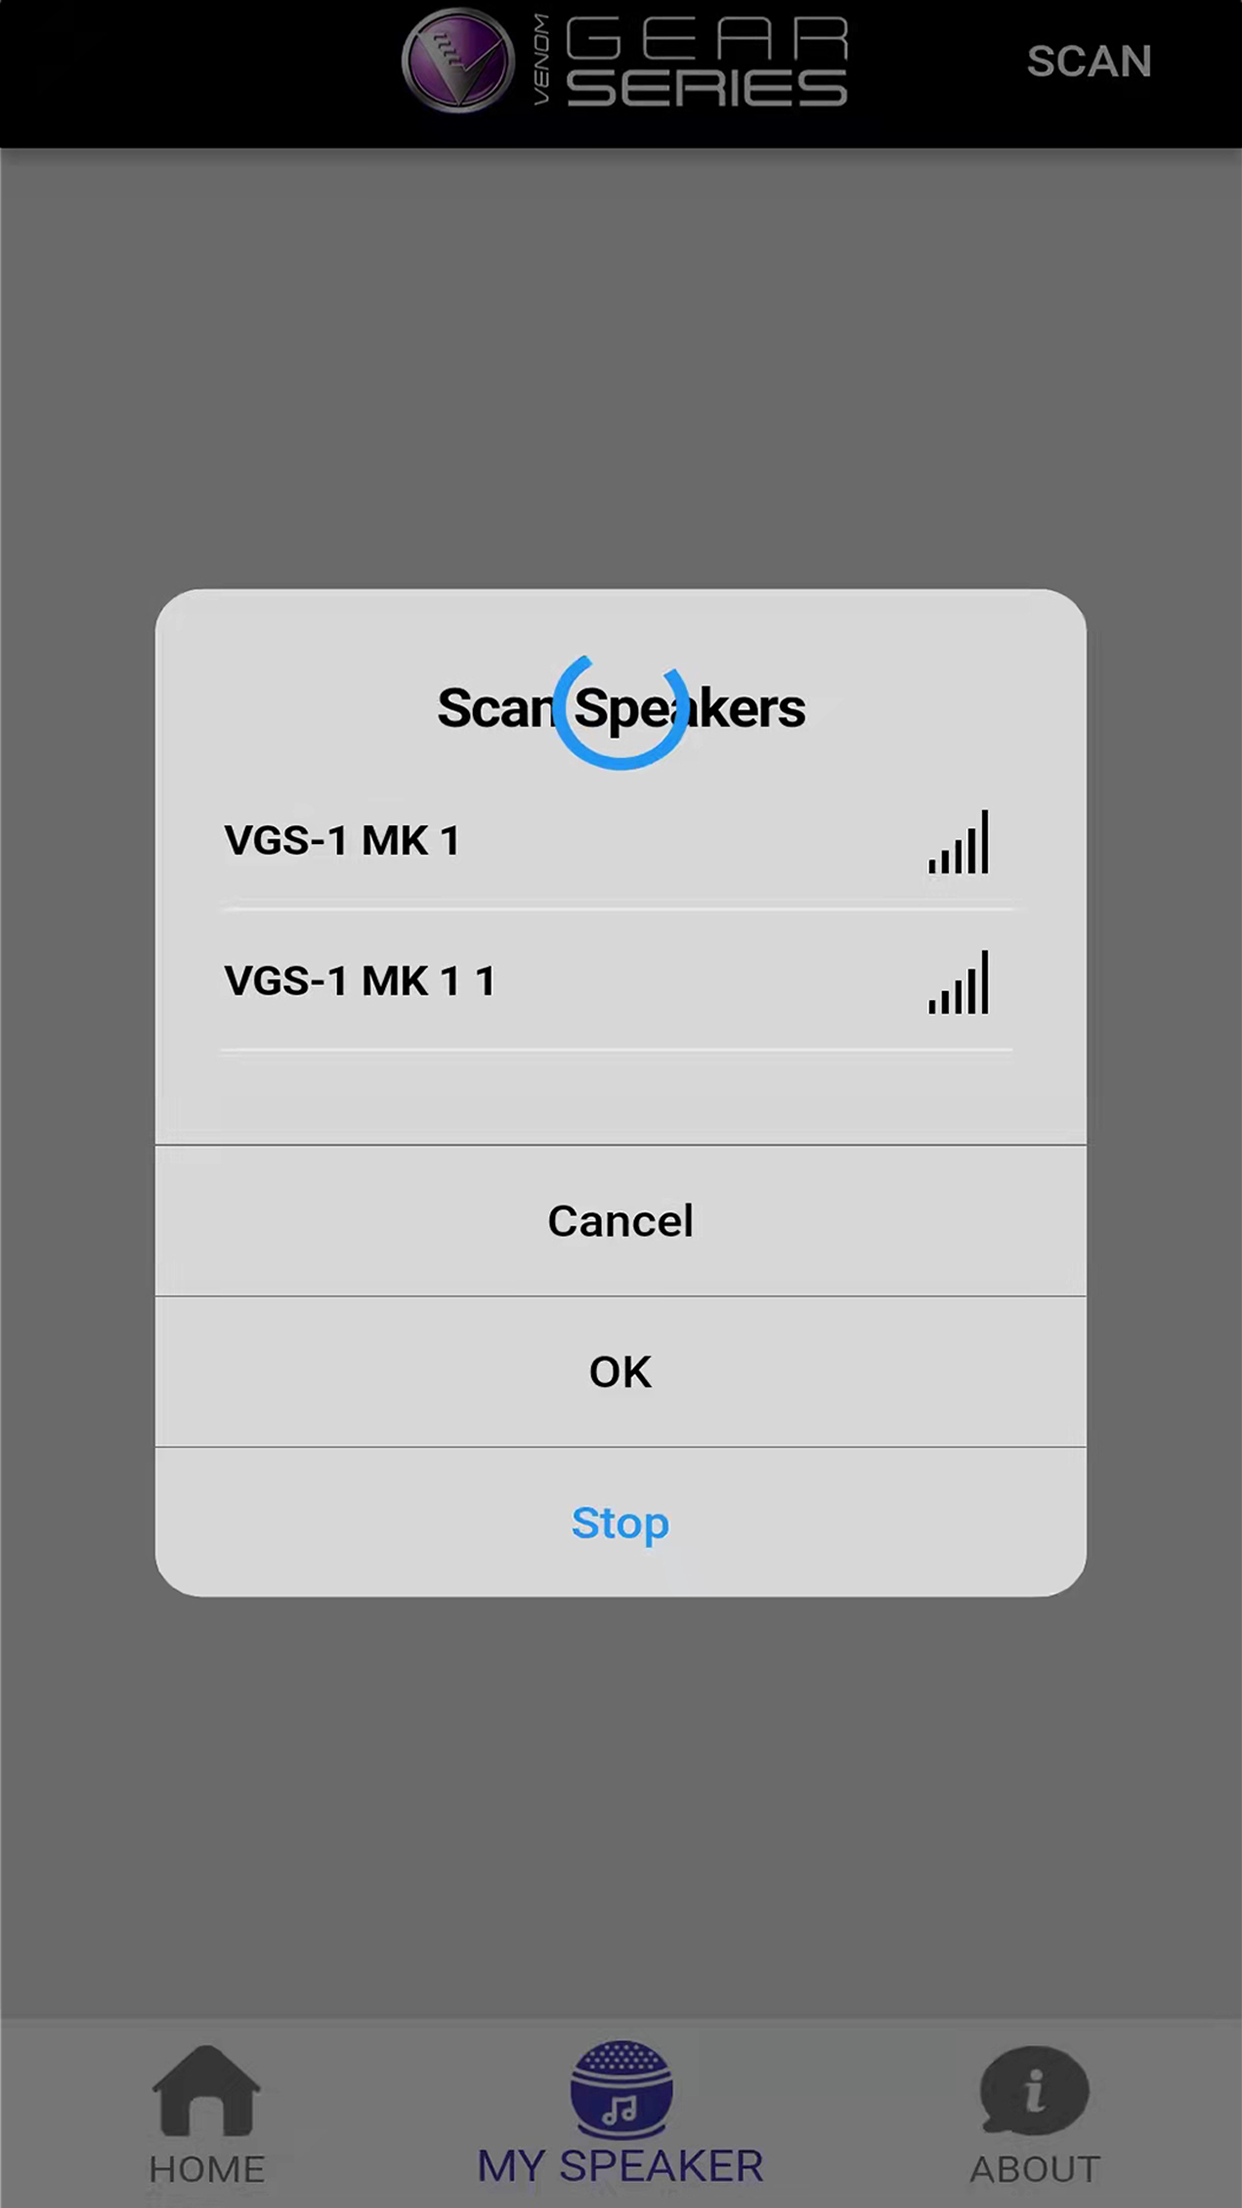 VENOM
GEAR
SERIES
SCAN
Scan Speakers
VGS-1 MK 1
VGS-1 MK 1 1
Cancel
OK
Stop
HOME
MY SPEAKER
ABOUT